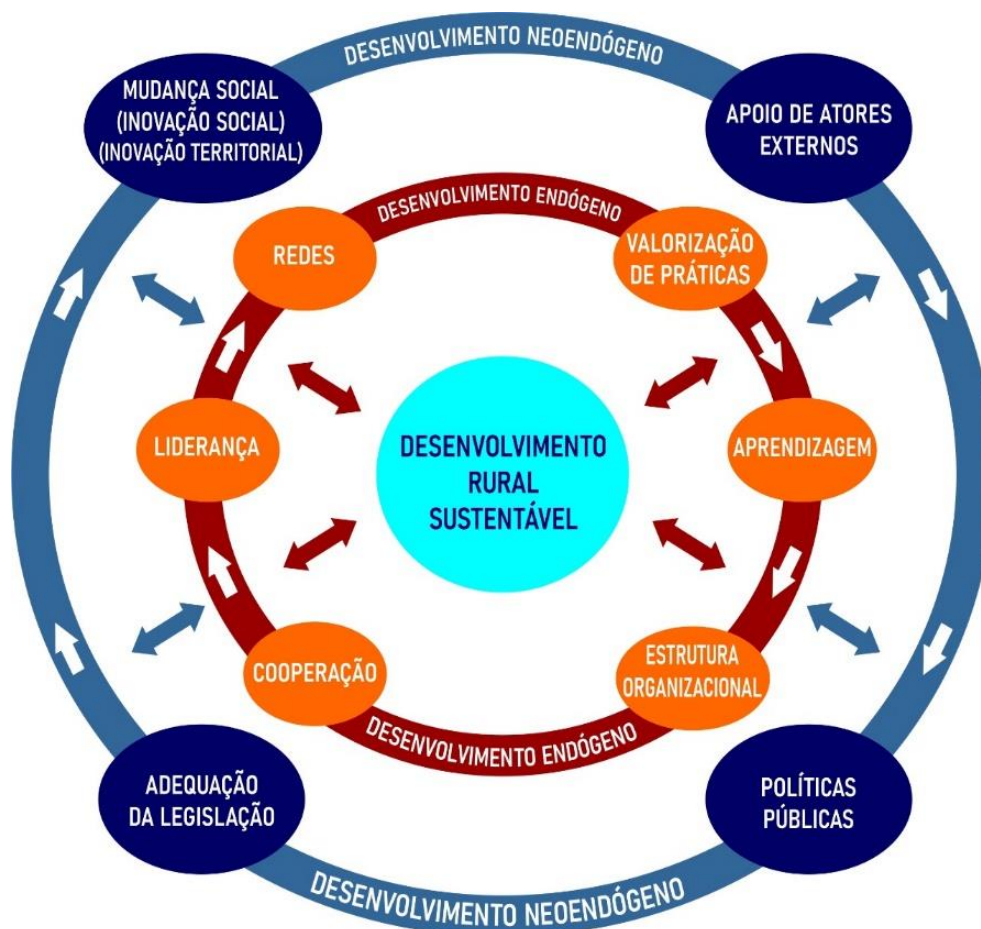 DESENVOLVIMENTO NEOENDÓGENO
MUDANÇA SOCIAL
(INOVAÇÃO SOCIAL)
(INOVAÇÃO TERRITORIAL)
APOIO DE ATORES
EXTERNOS
DESENVOLVIMENTO ENDÓGENO
REDES
VALORIZAÇÃO
DE PRÁTICAS
LIDERANÇA
DESENVOLVIMENTO
RURAL
SUSTENTÁVEL
APRENDIZAGEM
COOPERAÇÃO
ESTRUTURA
ORGANIZACIONAL
DESENVOLVIMENTO ENDÓGENO
ADEQUAÇÃO
DA LEGISLAÇÃO
POLÍTICAS
PÚBLICAS
DESENVOLVIMENTO NEOENDÓGENO